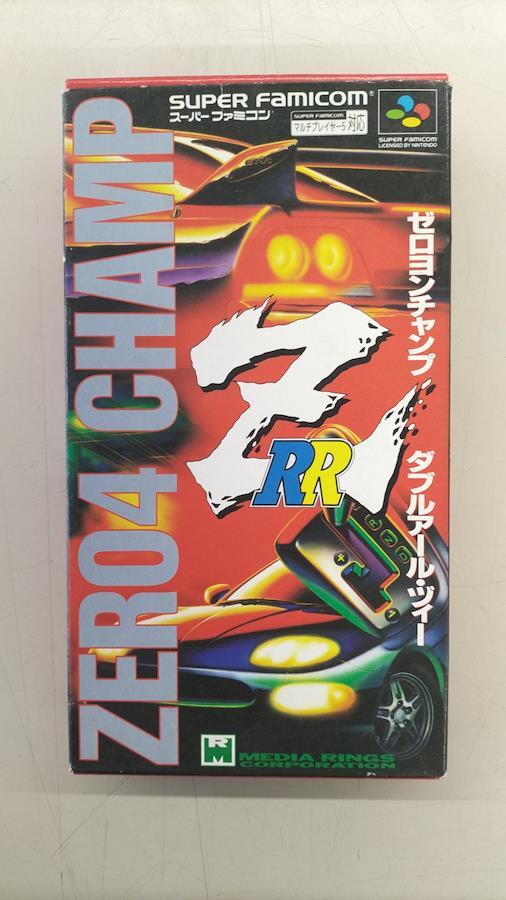 SUPER FAMICOM®
スーパーファミコン®
SUPER FAMICOM
マルチプレイヤー5対応
SUPER FAMICOM
LICENSED BY NINTENDO
ZERO4 CHAMP
ゼロヨンチャンプ ダブルアール・ヅィー
Z
RR
R N D
+
RM
MEDIA RINGS
CORPORATION